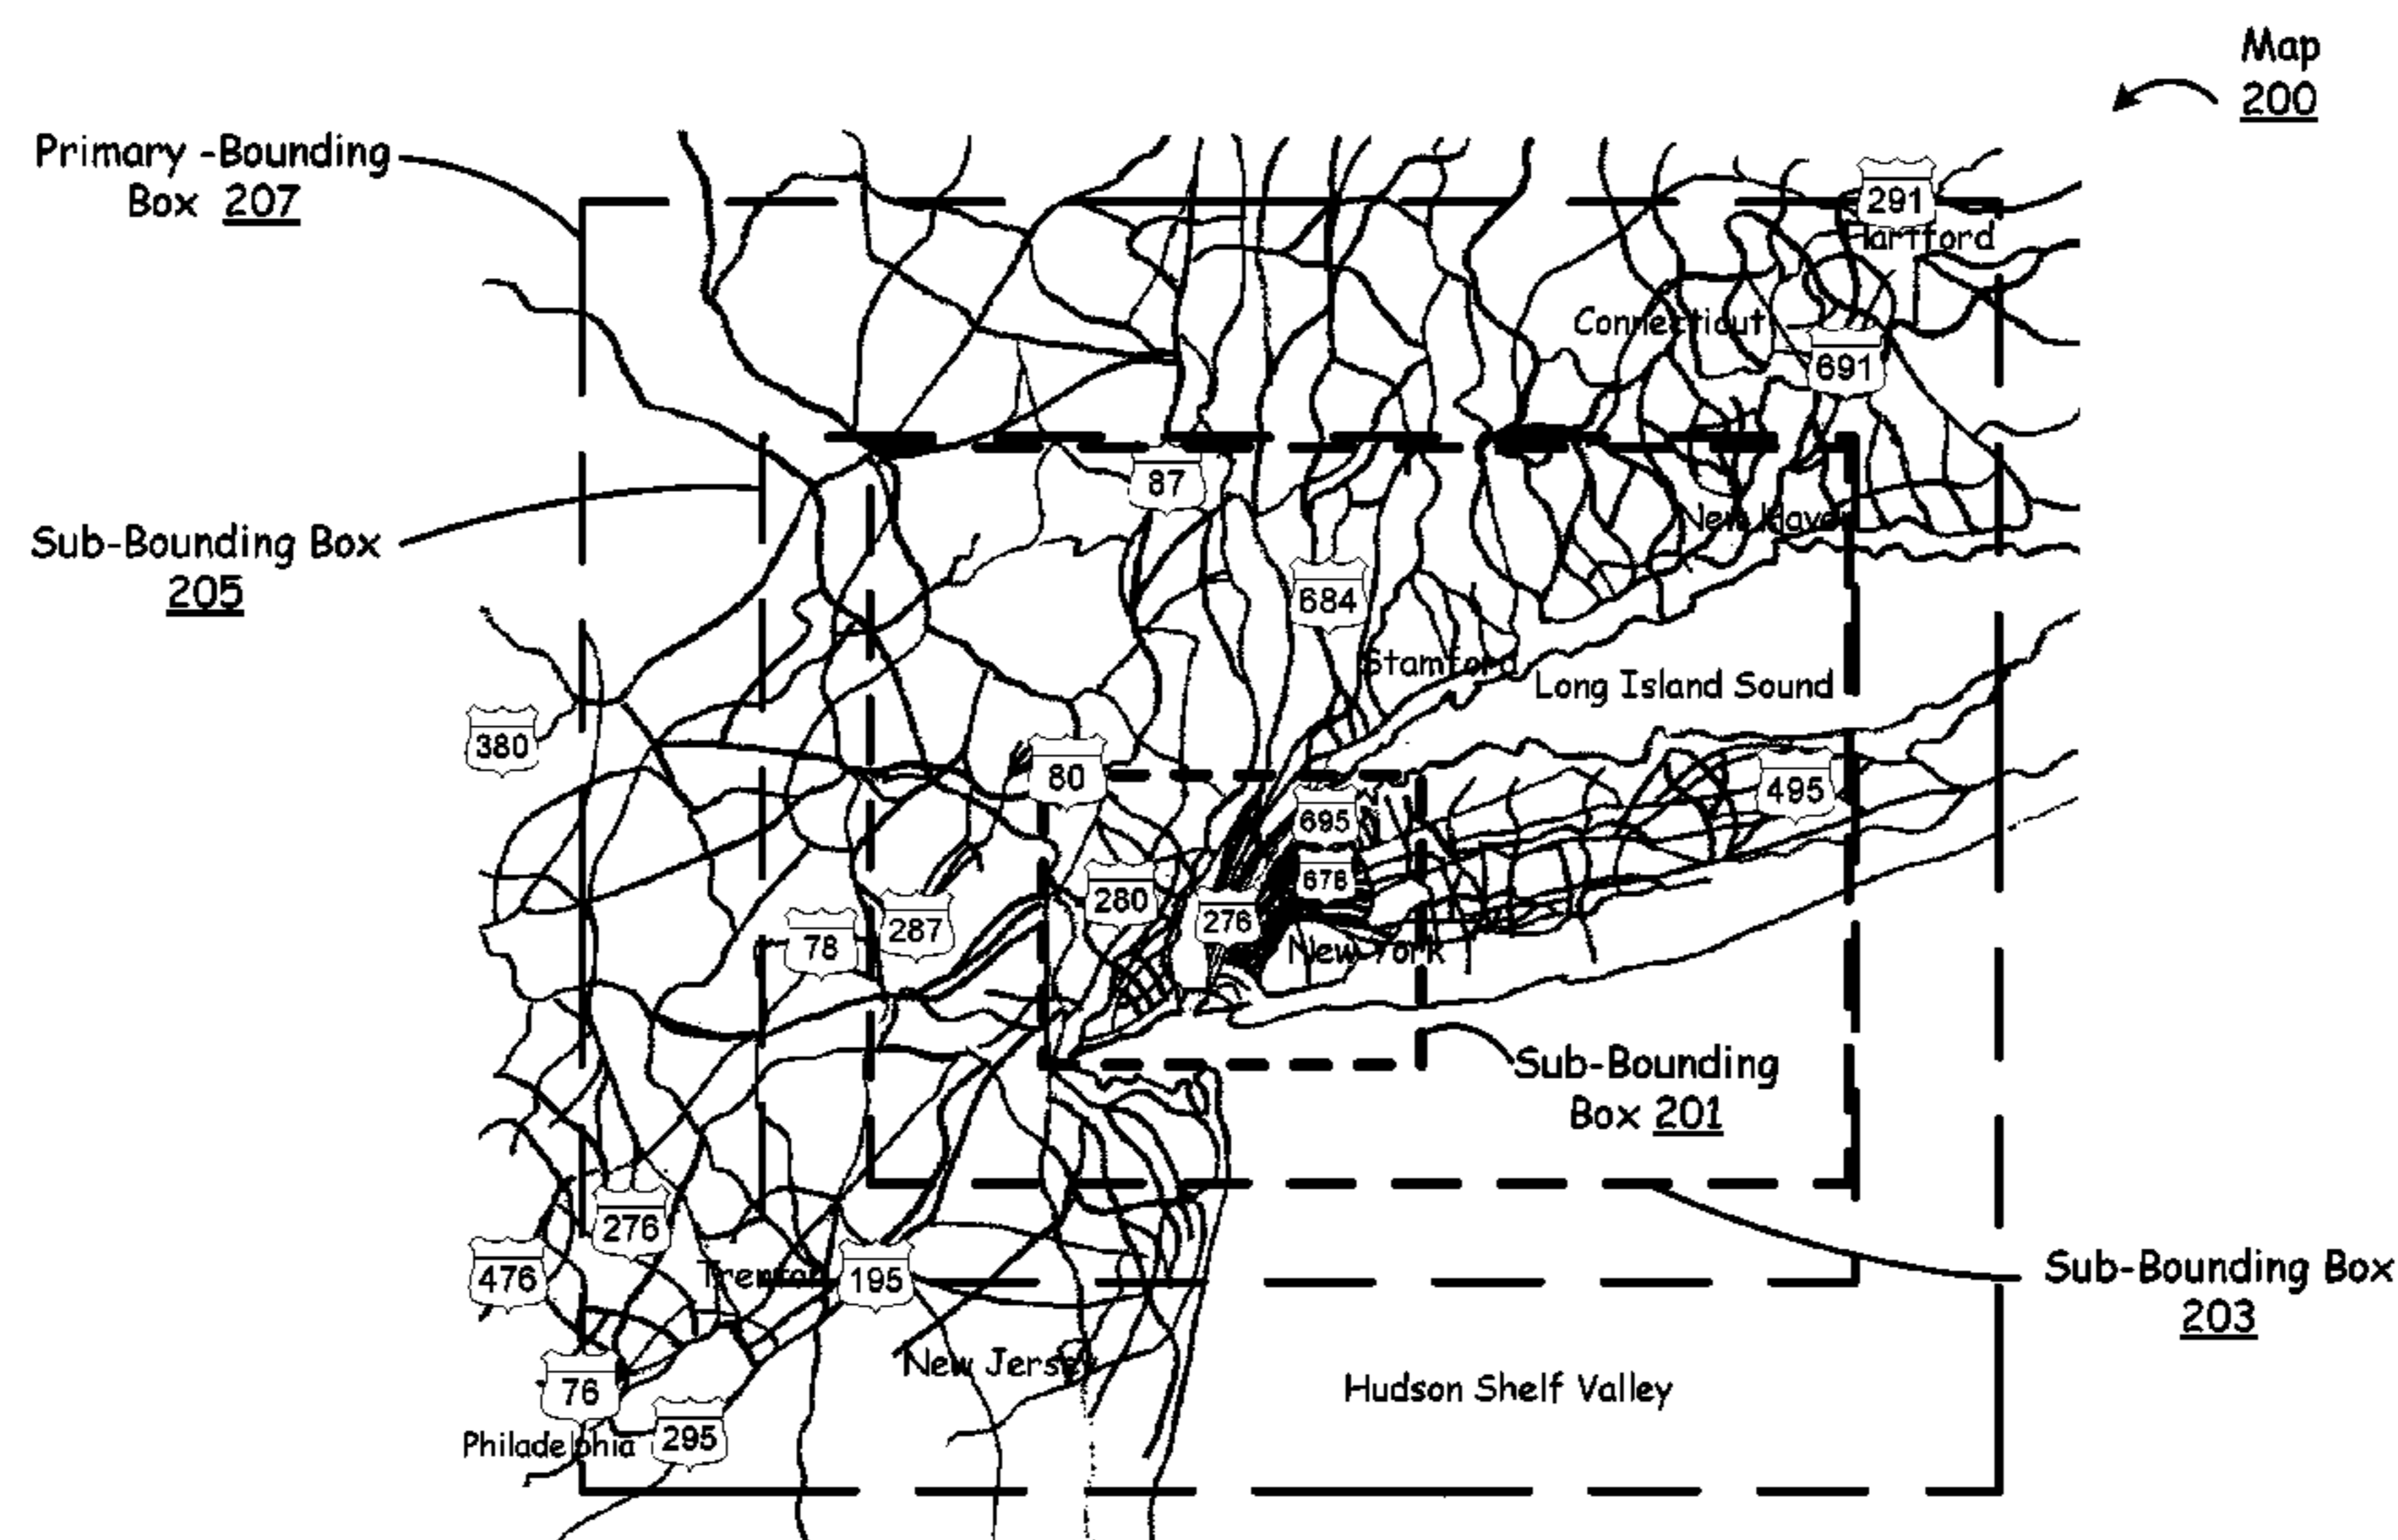 Map
200
Primary -Bounding
Box 207
291
Hartford
Connecticut
691
87
New Haven
Sub-Bounding Box
205
684
Stamford
Long Island Sound
380
80
495
695
678
280
276
287
78
New York
Sub-Bounding
Box 201
276
476
Trenton
195
Sub-Bounding Box
203
New Jersey
76
Hudson Shelf Valley
295
Philadelphia